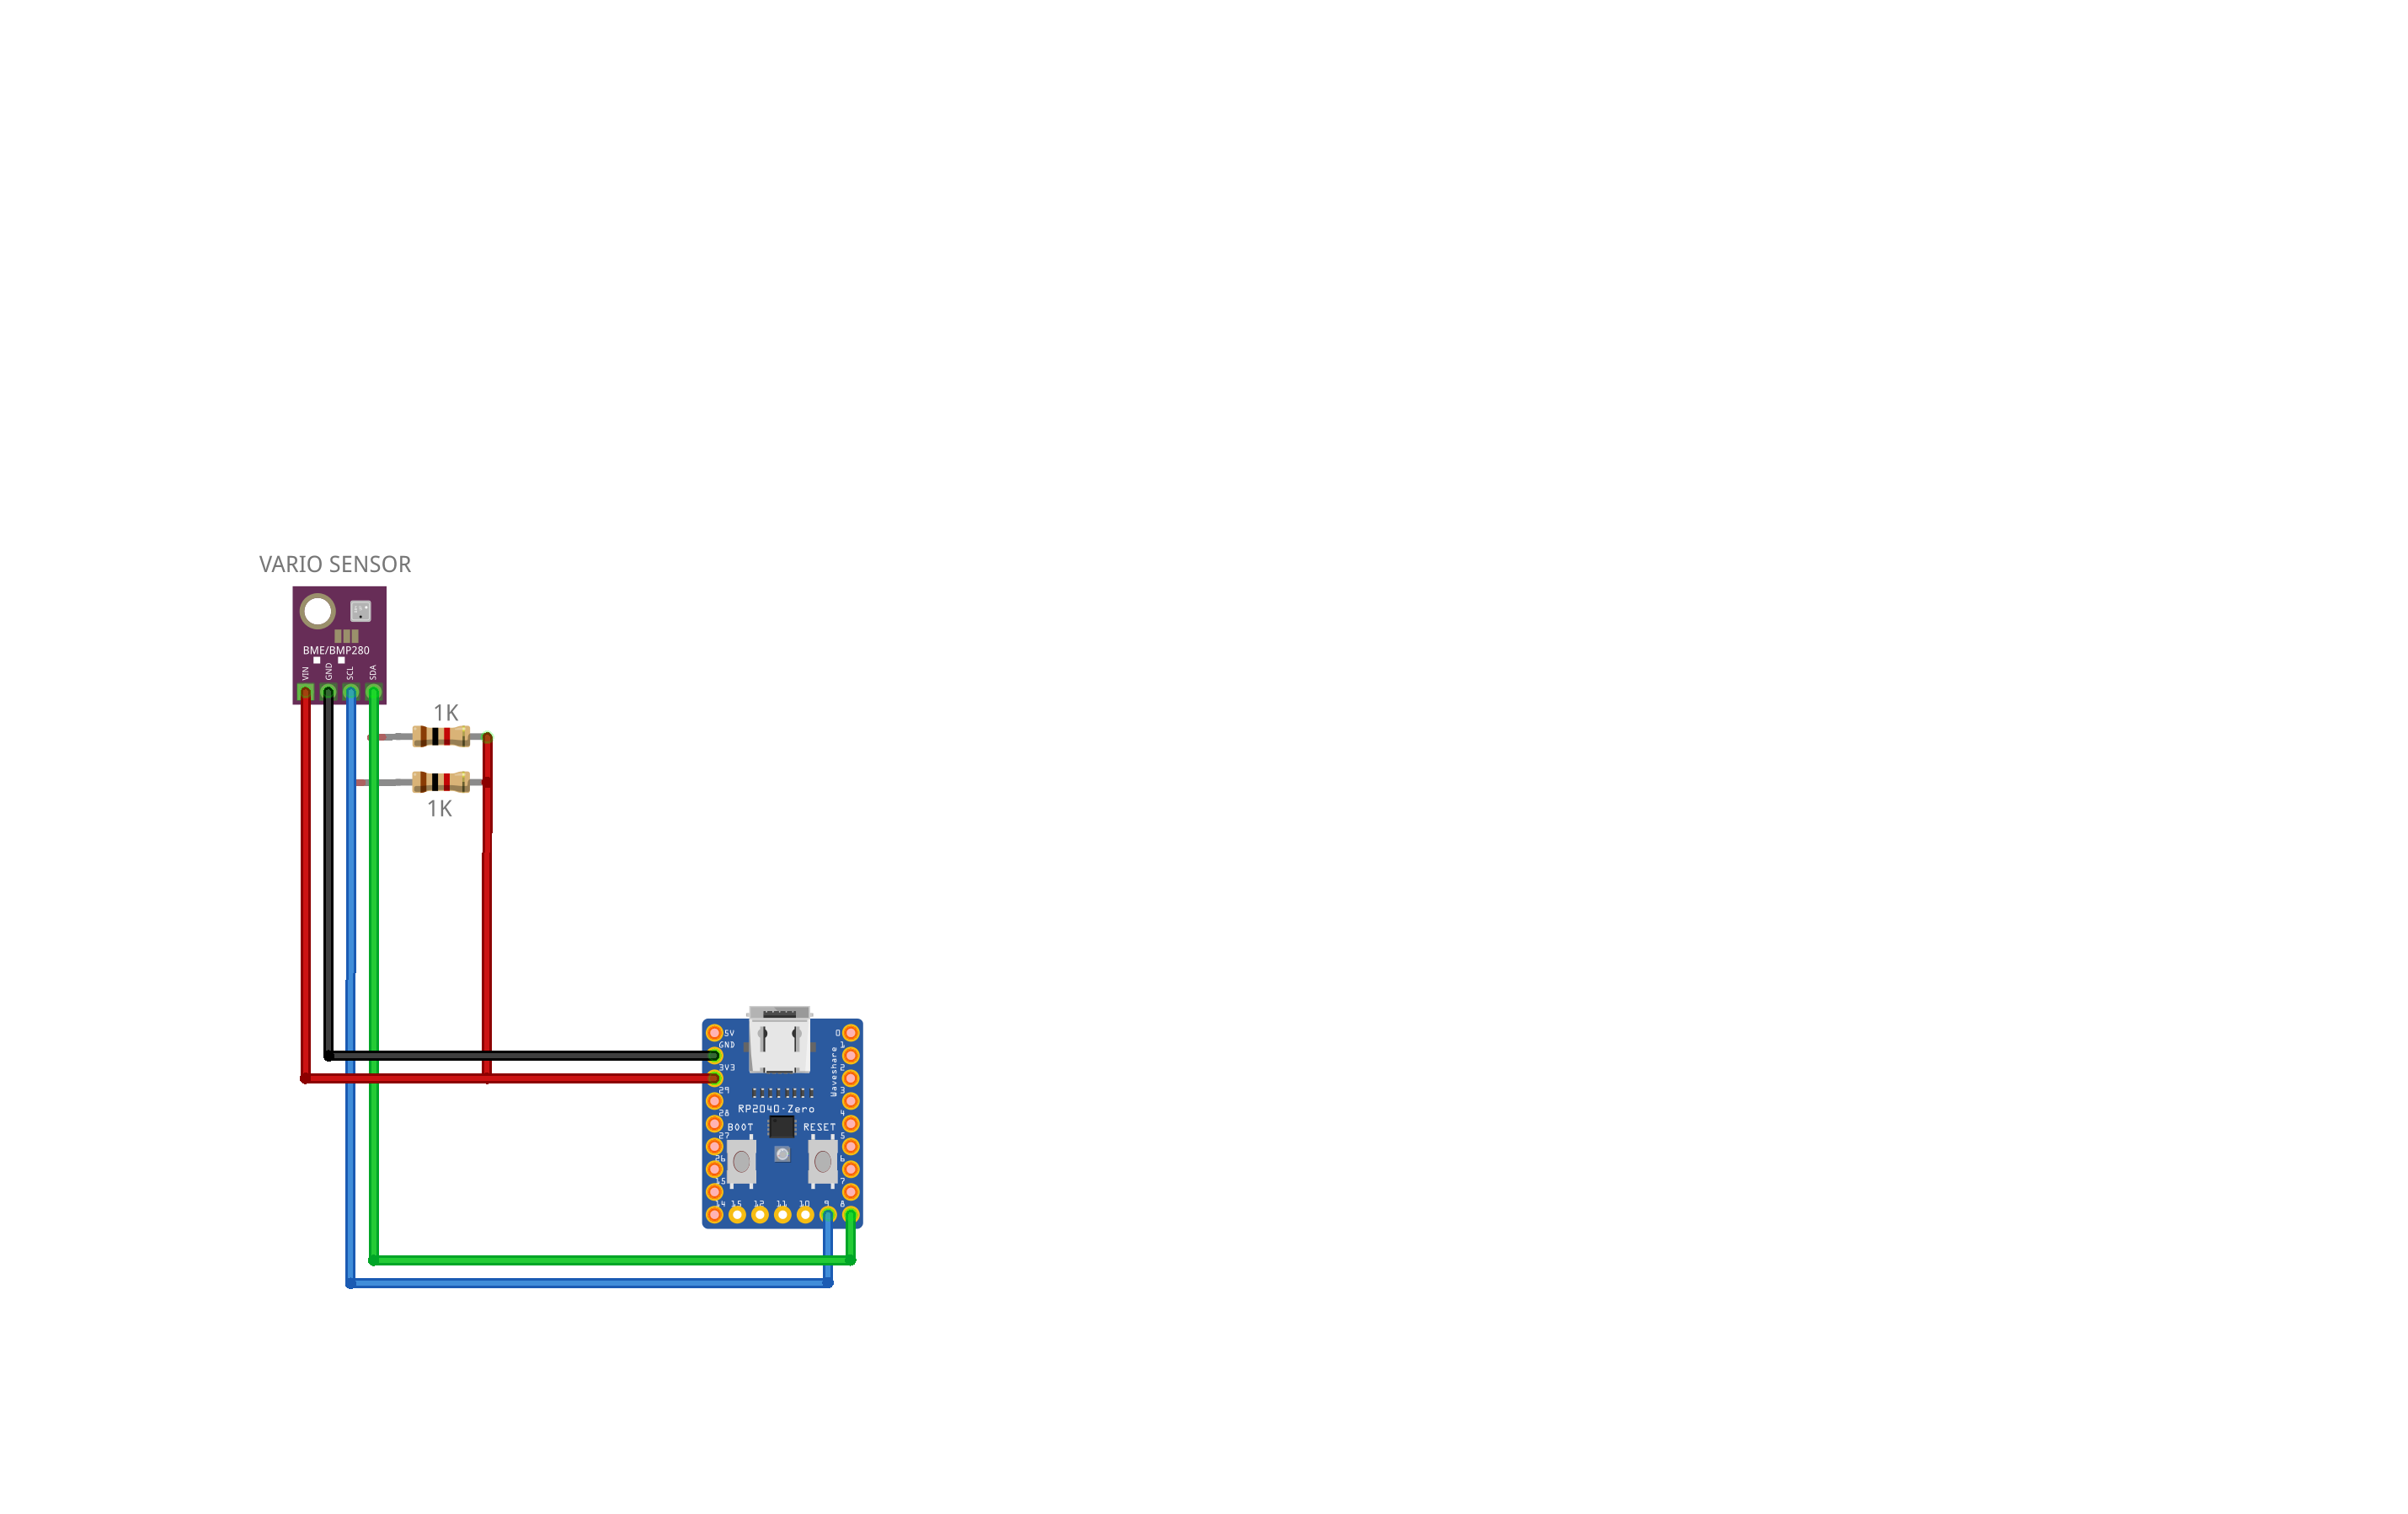 VARIO SENSOR
BME/BMP280
VIN
GND
SCL
SDA
1K
1K
5V
GND
3V3
29
28
27
26
15
14
0
1
2
3
4
5
6
7
8
Waveshare
RP2040-Zero
BOOT
RESET
15
12
11
10
9